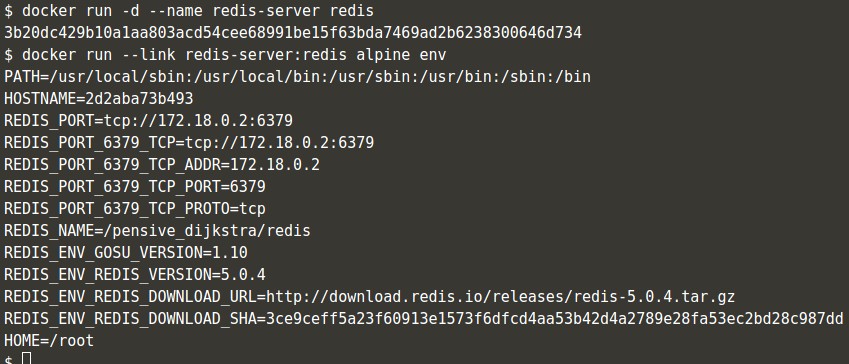 $ docker run -d --name redis-server redis
3b20dc429b10a1aa803acd54cee68991be15f63bda7469ad2b6238300646d734
$ docker run --link redis-server:redis alpine env
PATH=/usr/local/sbin:/usr/local/bin:/usr/sbin:/usr/bin:/sbin:/bin
HOSTNAME=2d2aba73b493
REDIS_PORT=tcp://172.18.0.2:6379
REDIS_PORT_6379_TCP=tcp://172.18.0.2:6379
REDIS_PORT_6379_TCP_ADDR=172.18.0.2
REDIS_PORT_6379_TCP_PORT=6379
REDIS_PORT_6379_TCP_PROTO=tcp
REDIS_NAME=/pensive_dijkstra/redis
REDIS_ENV_GOSU_VERSION=1.10
REDIS_ENV_REDIS_VERSION=5.0.4
REDIS_ENV_REDIS_DOWNLOAD_URL=http://download.redis.io/releases/redis-5.0.4.tar.gz
REDIS_ENV_REDIS_DOWNLOAD_SHA=3ce9ceff5a23f60913e1573f6dfcd4aa53b42d4a2789e28fa53ec2bd28c987dd
HOME=/root
$